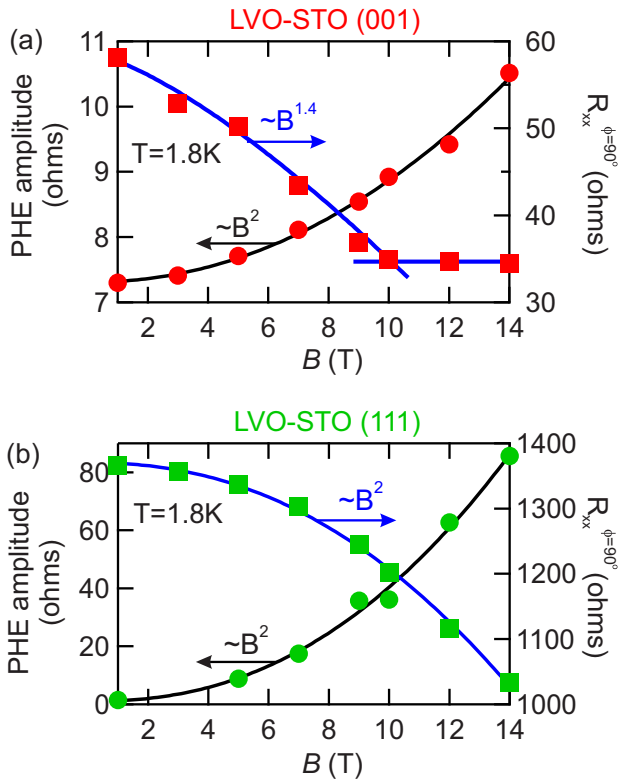 LVO-STO (001)
(a)
11
10
9
8
7
60
50
40
30
PHE amplitude
(ohms)
R_xx^ϕ=90° (ohms)
~B^1.4
T=1.8K
~B^2
2 4 6 8 10 12 14
B (T)
LVO-STO (111)
(b)
80
60
40
20
0
1400
1300
1200
1100
1000
PHE amplitude
(ohms)
R_xx^ϕ=90° (ohms)
T=1.8K
~B^2
~B^2
2 4 6 8 10 12 14
B (T)